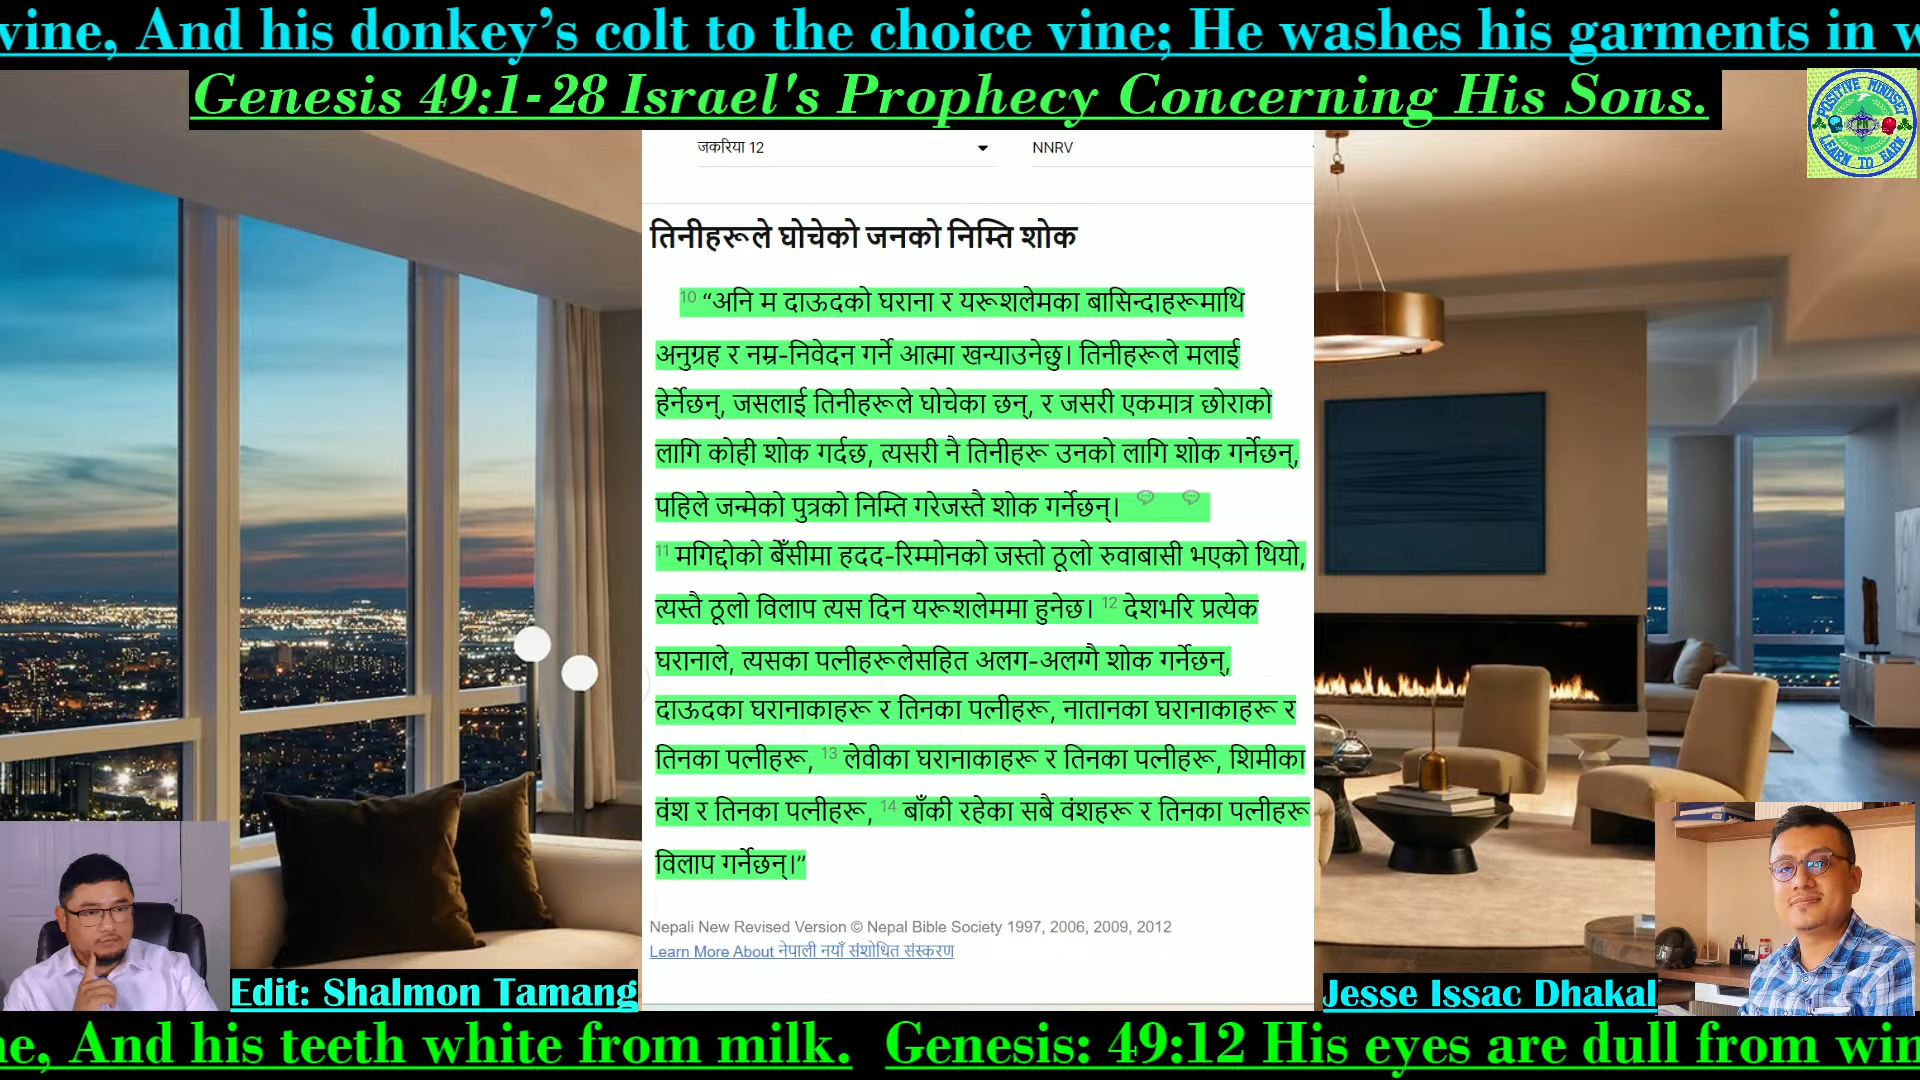 vine, And his donkey’s colt to the choice vine; He washes his garments in w
Genesis 49:1-28 Israel's Prophecy Concerning His Sons.
POSITIVE MINDSET
LEARN TO EARN
जकरिया 12
NNRV
तिनीहरूले घोचेको जनको निम्ति शोक
10 “अनि म दाऊदको घराना र यरूशलेमका बासिन्दाहरूमाथि
अनुग्रह र नम्र-निवेदन गर्ने आत्मा खन्याउनेछु। तिनीहरूले मलाई
हेर्नेछन्, जसलाई तिनीहरूले घोचेका छन्, र जसरी एकमात्र छोराको
लागि कोही शोक गर्दछ, त्यसरी नै तिनीहरू उनको लागि शोक गर्नेछन्,
पहिले जन्मेको पुत्रको निम्ति गरेजस्तै शोक गर्नेछन्।
11 मगिद्दोको बेँसीमा हदद-रिम्मोनको जस्तो ठूलो रुवाबासी भएको थियो,
त्यस्तै ठूलो विलाप त्यस दिन यरूशलेममा हुनेछ। 12 देशभरि प्रत्येक
घरानाले, त्यसका पत्नीहरूलेसहित अलग-अलग्गै शोक गर्नेछन्,
दाऊदका घरानाकाहरू र तिनका पत्नीहरू, नातानका घरानाकाहरू र
तिनका पत्नीहरू, 13 लेवीका घरानाकाहरू र तिनका पत्नीहरू, शिमीका
वंश र तिनका पत्नीहरू, 14 बाँकी रहेका सबै वंशहरू र तिनका पत्नीहरू
विलाप गर्नेछन्।”
Nepali New Revised Version © Nepal Bible Society 1997, 2006, 2009, 2012
Learn More About नेपाली नयाँ संशोधित संस्करण
Edit: Shalmon Tamang
Jesse Issac Dhakal
ne, And his teeth white from milk. Genesis: 49:12 His eyes are dull from win